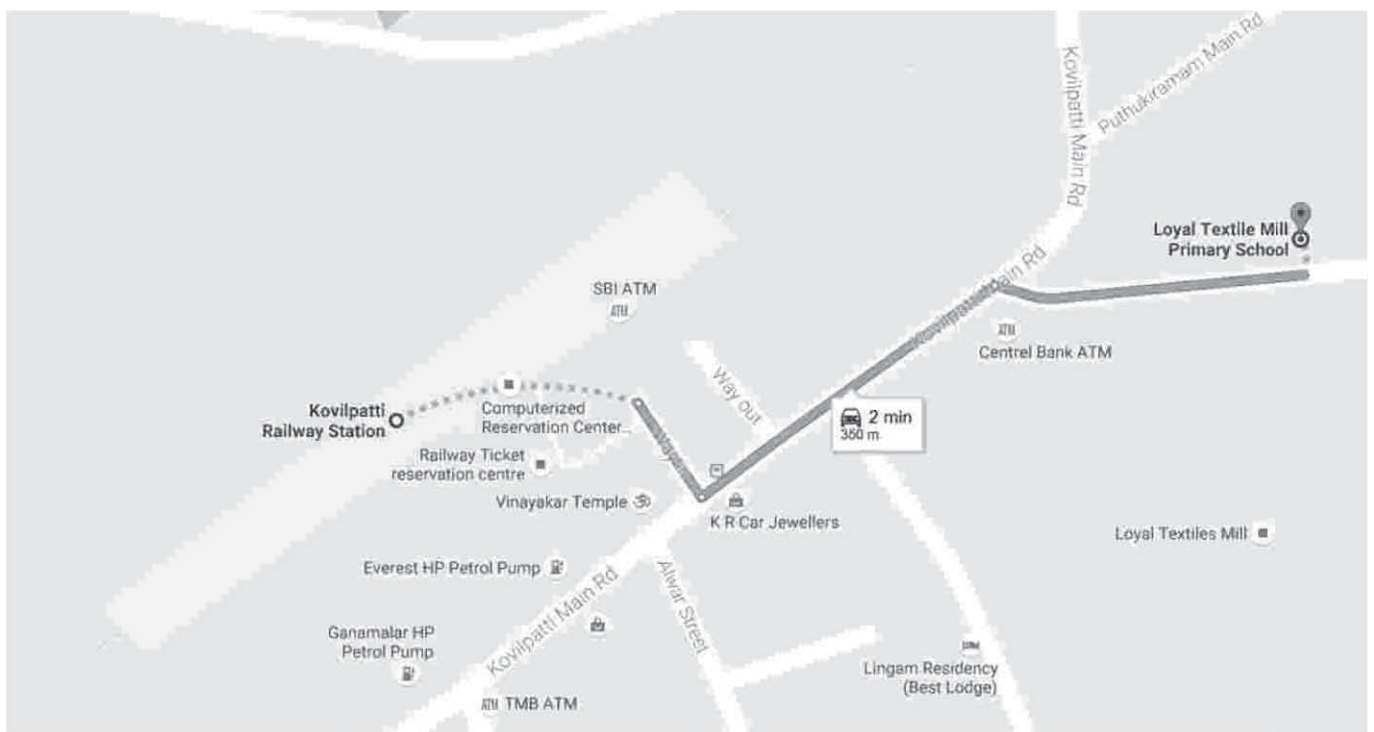 Kovilpatti Main Rd
Puthukiramam Main Rd
Loyal Textile Mill
Primary School
Kovilpatti Main Rd
SBI ATM
ATM
ATM
Centrel Bank ATM
Way out
Kovilpatti
Railway Station
Computerized
Reservation Center...
2 min
350 m
Railway Ticket
reservation centre
Vinayakar Temple
K R Car Jewellers
Loyal Textiles Mill
Everest HP Petrol Pump
Kovilpatti Main Rd
Alwar Street
Ganamalar HP
Petrol Pump
Lingam Residency
(Best Lodge)
ATM TMB ATM